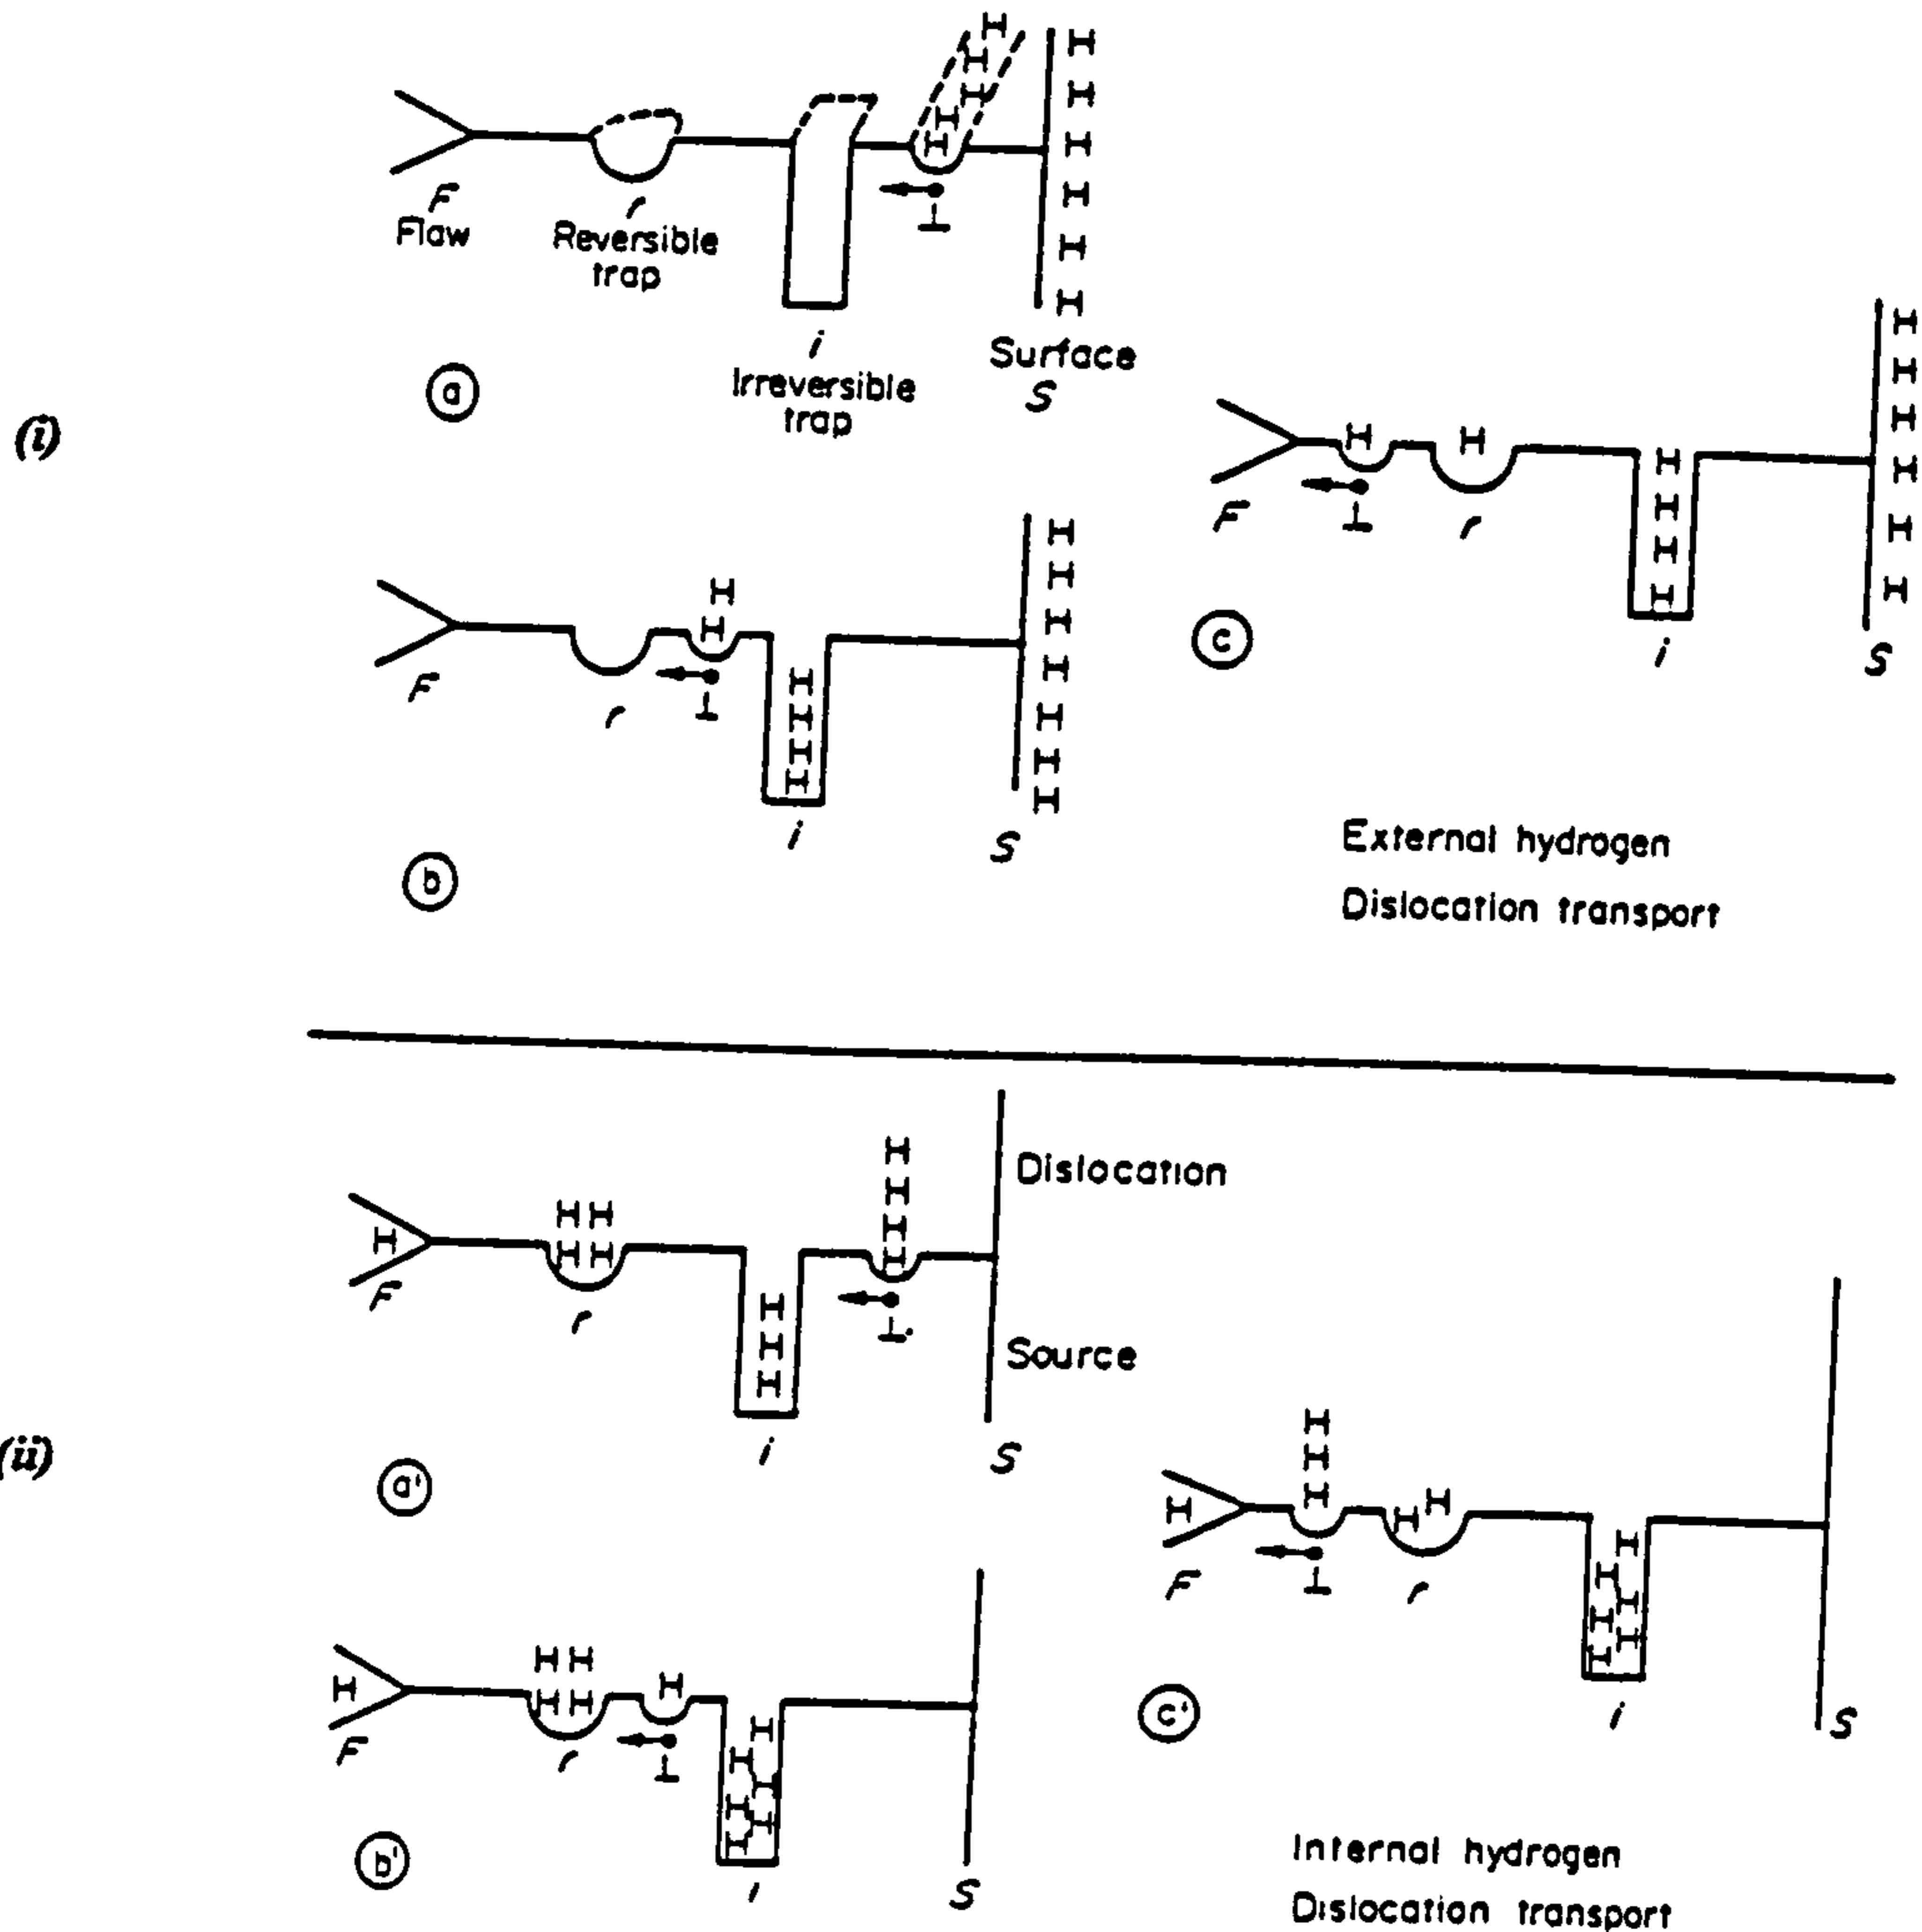 H
H
H
H
H
H
H
H
H
H
H
F
Flaw
r
Reversible
trap
⊥
i
Irreversible
trap
Surface
S
(a)
(i)
H
H
H
H
H
H
H
H
H
H
H
H
F
⊥
r
i
S
(c)
H
H
H
H
H
H
H
H
H
H
H
H
H
F
r
⊥
i
S
(b)
External hydrogen
Dislocation transport
Dislocation
H
H
H
H
H
H H
H H
H
H
H
F
r
⊥
Source
i
S
(a')
(ii)
H
H
H
H
H H
H
H
H
H
H
H
F
⊥
r
i
S
(c')
H
H H
H H
H
H
H
H
H
H
H
F
r
⊥
i
S
(b')
Internal hydrogen
Dislocation transport